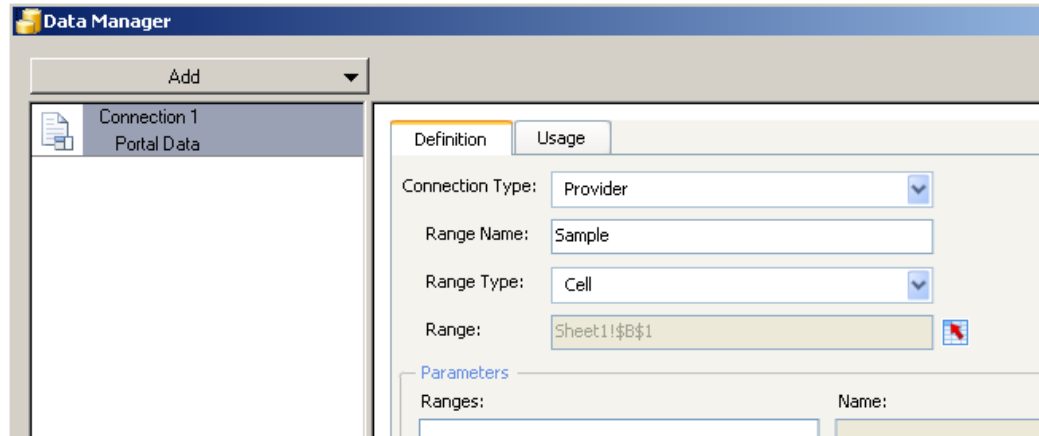 Data Manager
Add
Connection 1
Portal Data
Definition Usage
Connection Type: Provider
Range Name: Sample
Range Type: Cell
Range: Sheet1!$B$1
Parameters
Ranges: Name: